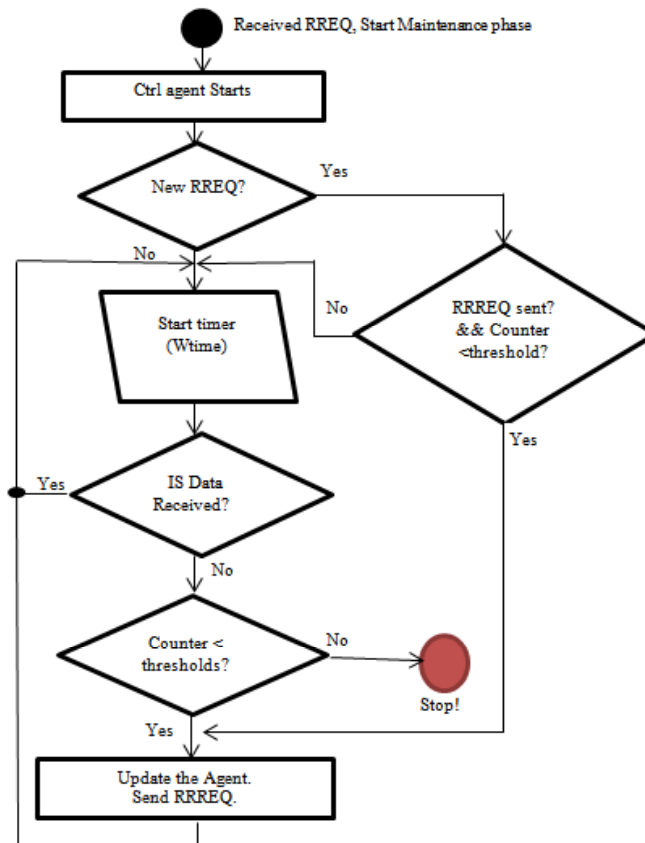 Received RREQ, Start Maintenance phase
Ctrl agent Starts
New RREQ?
Yes
No
Start timer
(Wtime)
No
RRREQ sent?
&& Counter
<threshold?
Yes
Yes
IS Data
Received?
No
Counter <
thresholds?
No
Stop!
Yes
Update the Agent.
Send RRREQ.